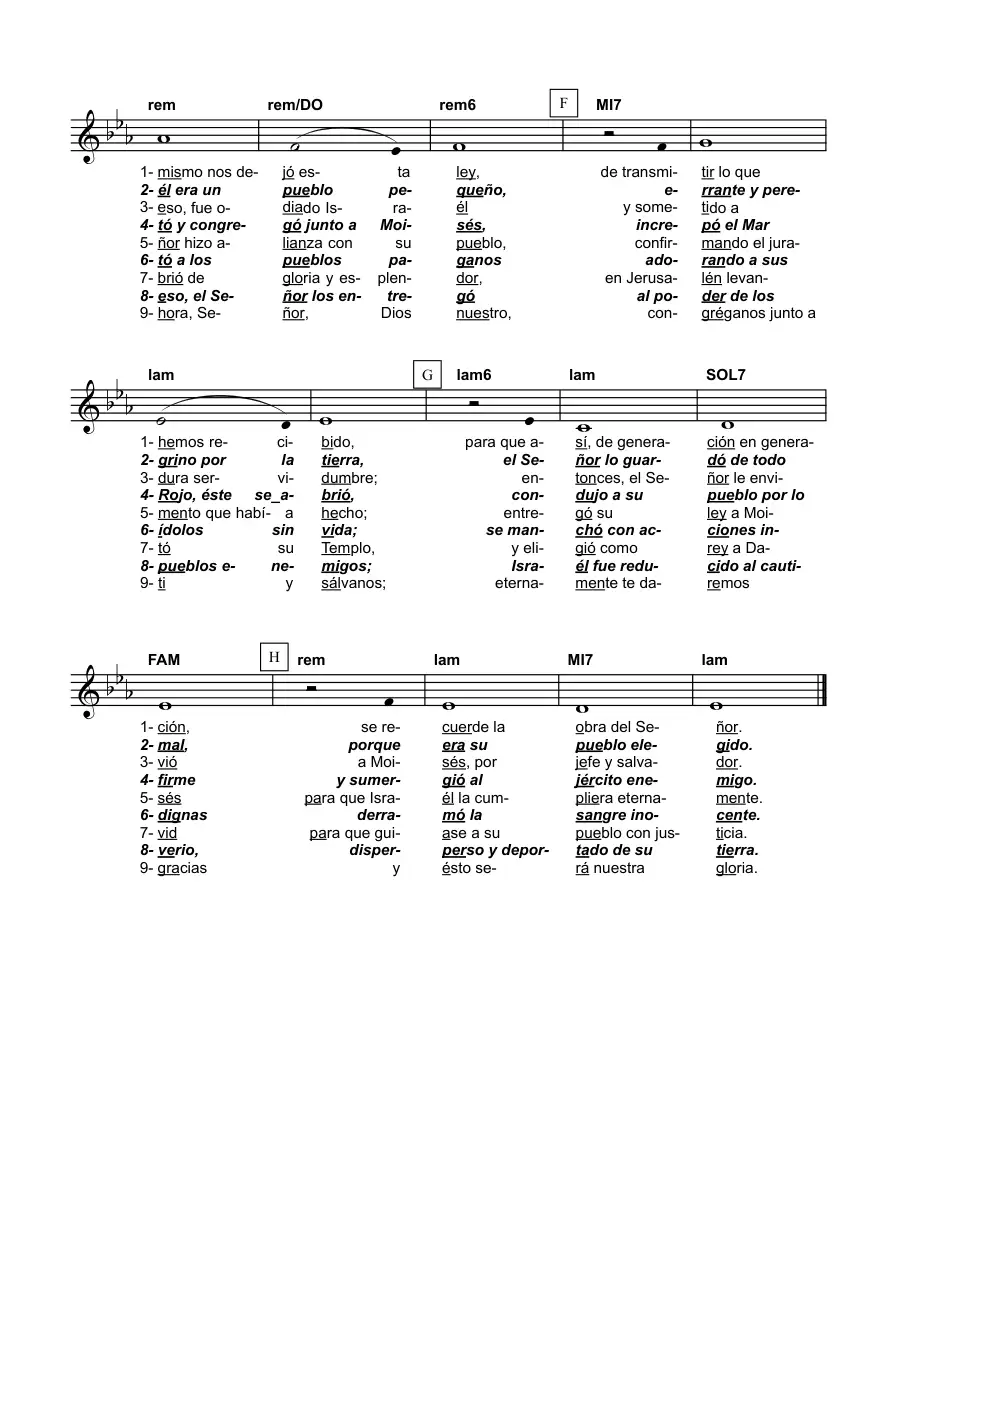 rem rem/DO rem6 F MI7
1- mismo nos de- jó es- ta ley, de transmi- tir lo que
2- él era un pueblo pe- queño, e- rrante y pere-
3- eso, fue o- diado Is- ra- él y some- tido a
4- tó y congre- gó junto a Moi- sés, incre- pó el Mar
5- ñor hizo a- lianza con su pueblo, confir- mando el jura-
6- tó a los pueblos pa- ganos ado- rando a sus
7- brió de gloria y es- plen- dor, en Jerusa- lén levan-
8- eso, el Se- ñor los en- tre- gó al po- der de los
9- hora, Se- ñor, Dios nuestro, con- gréganos junto a
lam G lam6 lam SOL7
1- hemos re- ci- bido, para que a- sí, de genera- ción en genera-
2- grino por la tierra, el Se- ñor lo guar- dó de todo
3- dura ser- vi- dumbre; en- tonces, el Se- ñor le envi-
4- Rojo, éste se_a- brió, con- dujo a su pueblo por lo
5- mento que habí- a hecho; entre- gó su ley a Moi-
6- ídolos sin vida; se man- chó con ac- ciones in-
7- tó su Templo, y eli- gió como rey a Da-
8- pueblos e- ne- migos; Isra- él fue redu- cido al cauti-
9- ti y sálvanos; eterna- mente te da- remos
FAM H rem lam MI7 lam
1- ción, se re- cuerde la obra del Se- ñor.
2- mal, porque era su pueblo ele- gido.
3- vió a Moi- sés, por jefe y salva- dor.
4- firme y sumer- gió al jército ene- migo.
5- sés para que Isra- él la cum- pliera eterna- mente.
6- dignas derra- mó la sangre ino- cente.
7- vid para que gui- ase a su pueblo con jus- ticia.
8- verio, disper- perso y depor- tado de su tierra.
9- gracias y ésto se- rá nuestra gloria.